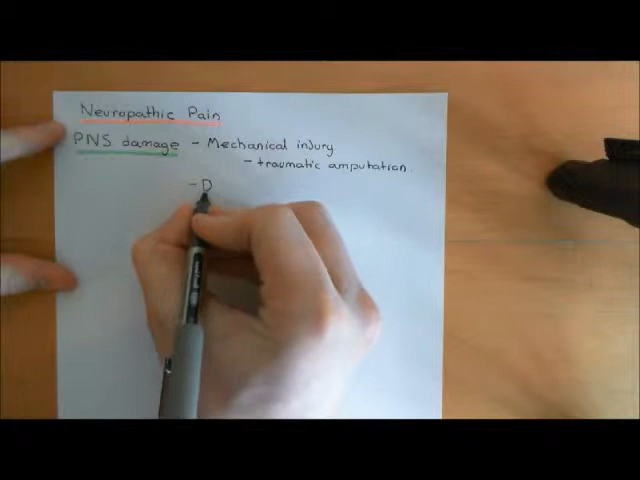 Neuropathic Pain
PNS damage - Mechanical injury
- traumatic amputation.
- D